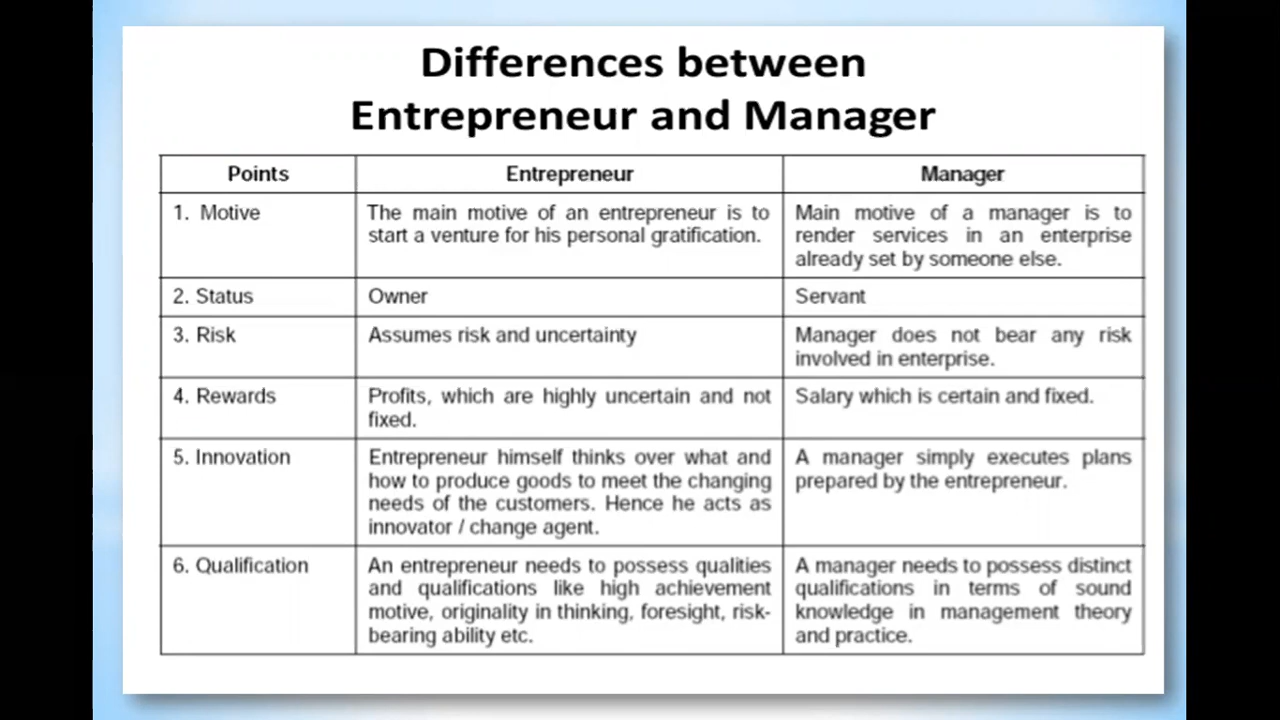 Differences between
Entrepreneur and Manager
Points Entrepreneur Manager
1. Motive
The main motive of an entrepreneur is to
start a venture for his personal gratification.
Main motive of a manager is to
render services in an enterprise
already set by someone else.
2. Status
Owner
Servant
3. Risk
Assumes risk and uncertainty
Manager does not bear any risk
involved in enterprise.
4. Rewards
Profits, which are highly uncertain and not
fixed.
Salary which is certain and fixed.
5. Innovation
Entrepreneur himself thinks over what and
how to produce goods to meet the changing
needs of the customers. Hence he acts as
innovator / change agent.
A manager simply executes plans
prepared by the entrepreneur.
6. Qualification
An entrepreneur needs to possess qualities
and qualifications like high achievement
motive, originality in thinking, foresight, risk-
bearing ability etc.
A manager needs to possess distinct
qualifications in terms of sound
knowledge in management theory
and practice.